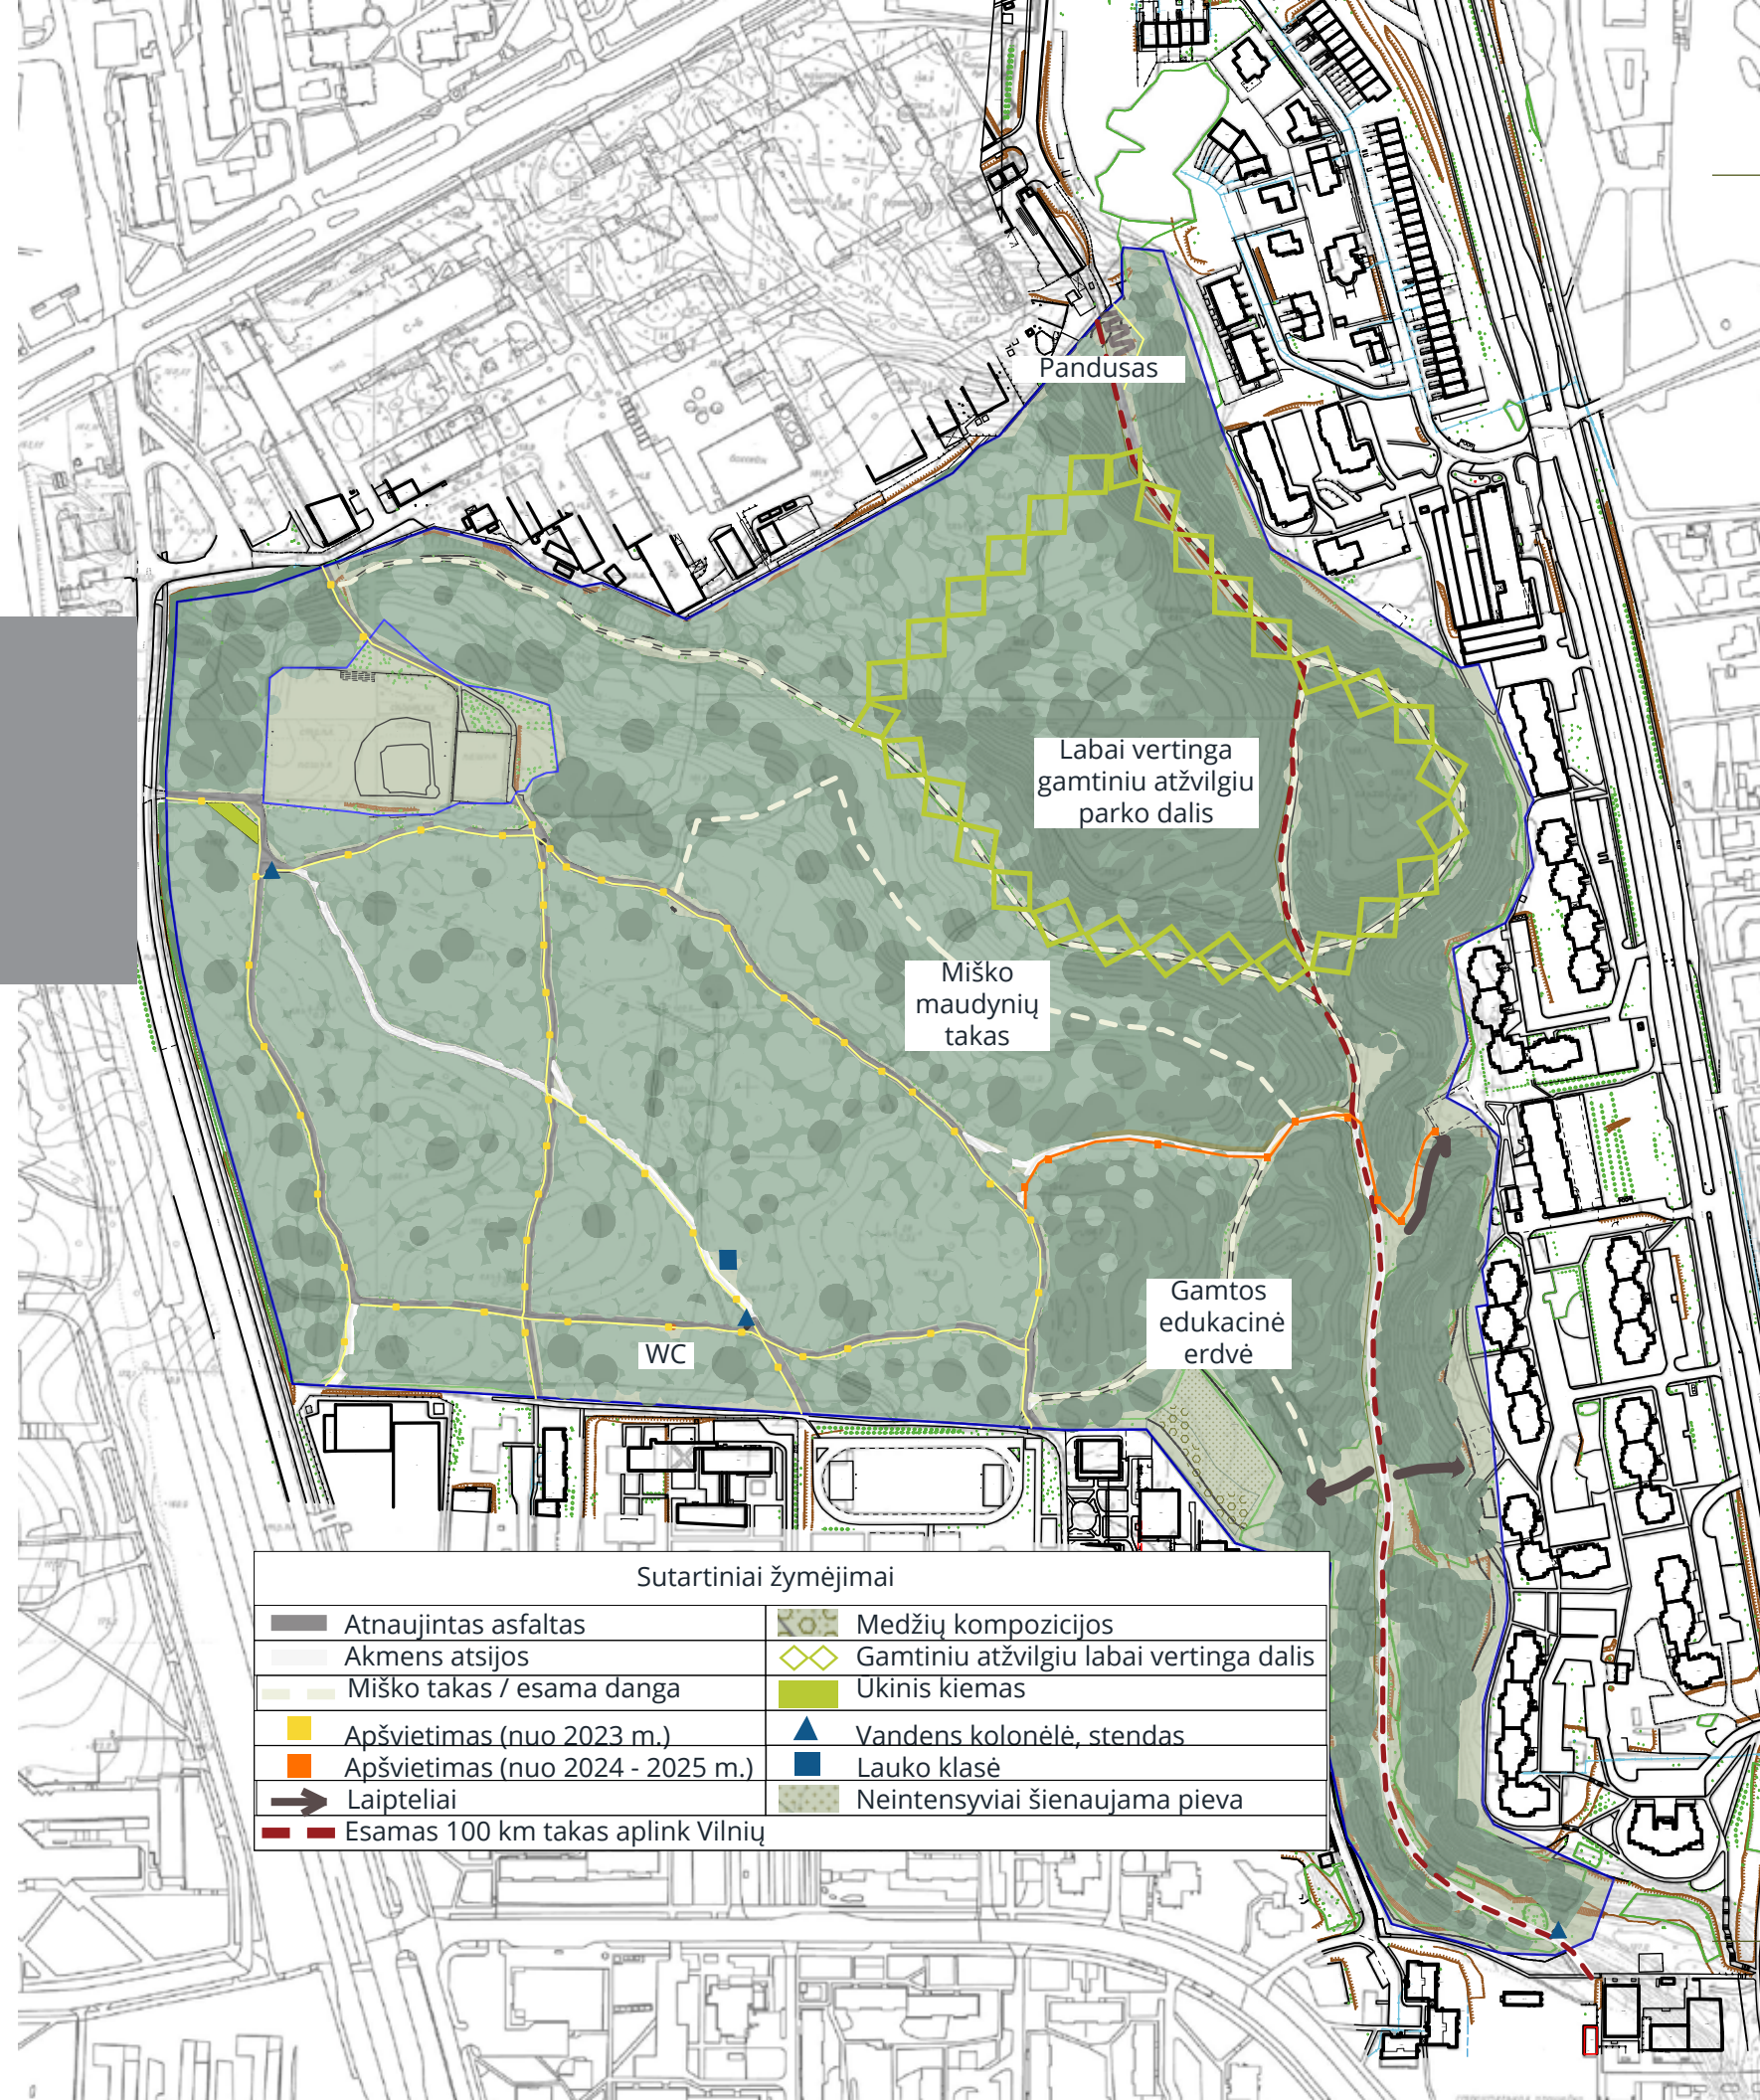 Pandusas
Labai vertinga
gamtiniu atžvilgiu
parko dalis
Miško
maudynių
takas
Gamtos
edukacinė
erdvė
WC
Sutartiniai žymėjimai
Atnaujintas asfaltas
Akmens atsijos
Miško takas / esama danga
Apšvietimas (nuo 2023 m.)
Apšvietimas (nuo 2024 - 2025 m.)
Laipteliai
Esamas 100 km takas aplink Vilnių
Medžių kompozicijos
Gamtiniu atžvilgiu labai vertinga dalis
Ūkinis kiemas
Vandens kolonėlė, stendas
Lauko klasė
Neintensyviai šienaujama pieva